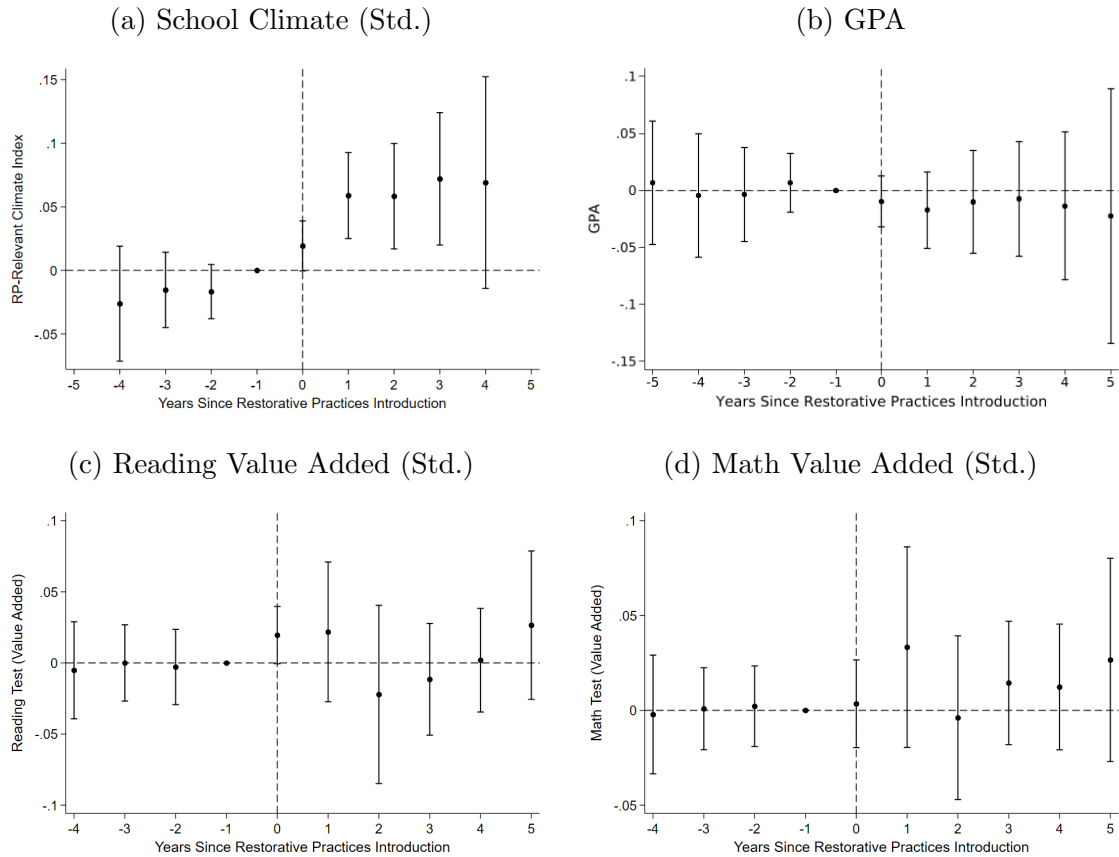 (a) School Climate (Std.)
(b) GPA
RP-Relevant Climate Index
.15
.1
.05
0
-.05
-5 -4 -3 -2 -1 0 1 2 3 4 5
Years Since Restorative Practices Introduction
GPA
.1
.05
0
-.05
-.1
-.15
-5 -4 -3 -2 -1 0 1 2 3 4 5
Years Since Restorative Practices Introduction
(c) Reading Value Added (Std.)
(d) Math Value Added (Std.)
Reading Test (Value Added)
.1
.05
0
-.05
-.1
-4 -3 -2 -1 0 1 2 3 4 5
Years Since Restorative Practices Introduction
Math Test (Value Added)
.1
.05
0
-.05
-4 -3 -2 -1 0 1 2 3 4 5
Years Since Restorative Practices Introduction